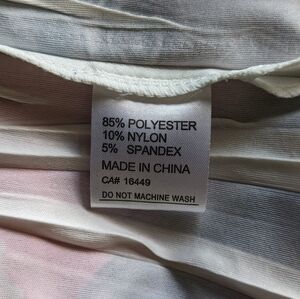 85% POLYESTER
10% NYLON
5% SPANDEX
MADE IN CHINA
CA# 16449
DO NOT MACHINE WASH